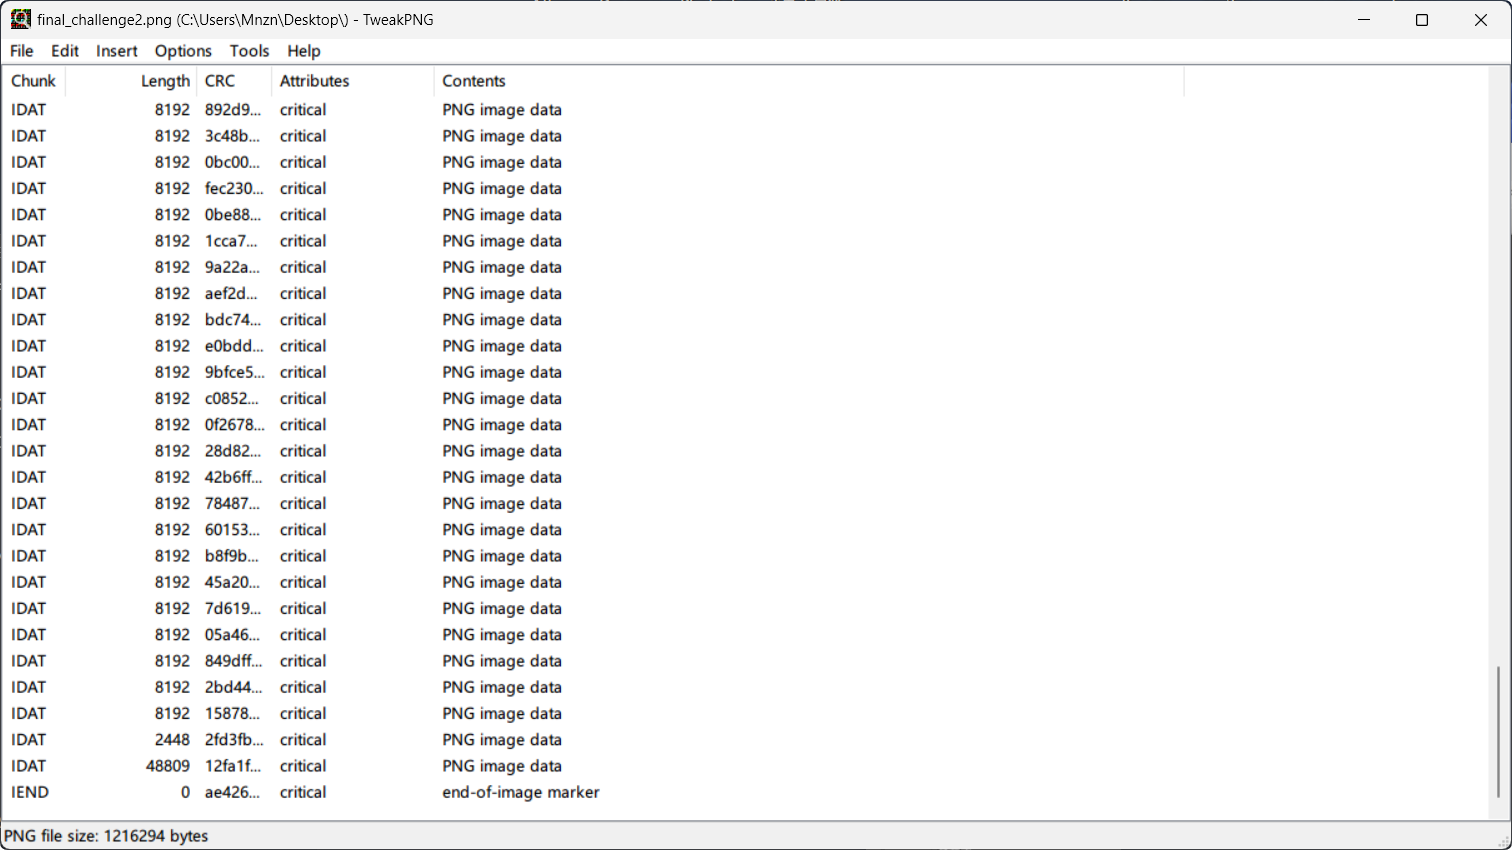 final_challenge2.png (C:\Users\Mnzn\Desktop\) - TweakPNG
File Edit Insert Options Tools Help
Chunk Length CRC Attributes Contents
IDAT 8192 892d9... critical PNG image data
IDAT 8192 3c48b... critical PNG image data
IDAT 8192 0bc00... critical PNG image data
IDAT 8192 fec230... critical PNG image data
IDAT 8192 0be88... critical PNG image data
IDAT 8192 1cca7... critical PNG image data
IDAT 8192 9a22a... critical PNG image data
IDAT 8192 aef2d... critical PNG image data
IDAT 8192 bdc74... critical PNG image data
IDAT 8192 e0bdd... critical PNG image data
IDAT 8192 9bfce5... critical PNG image data
IDAT 8192 c0852... critical PNG image data
IDAT 8192 0f2678... critical PNG image data
IDAT 8192 28d82... critical PNG image data
IDAT 8192 42b6ff... critical PNG image data
IDAT 8192 78487... critical PNG image data
IDAT 8192 60153... critical PNG image data
IDAT 8192 b8f9b... critical PNG image data
IDAT 8192 45a20... critical PNG image data
IDAT 8192 7d619... critical PNG image data
IDAT 8192 05a46... critical PNG image data
IDAT 8192 849dff... critical PNG image data
IDAT 8192 2bd44... critical PNG image data
IDAT 8192 15878... critical PNG image data
IDAT 2448 2fd3fb... critical PNG image data
IDAT 48809 12fa1f... critical PNG image data
IEND 0 ae426... critical end-of-image marker
PNG file size: 1216294 bytes